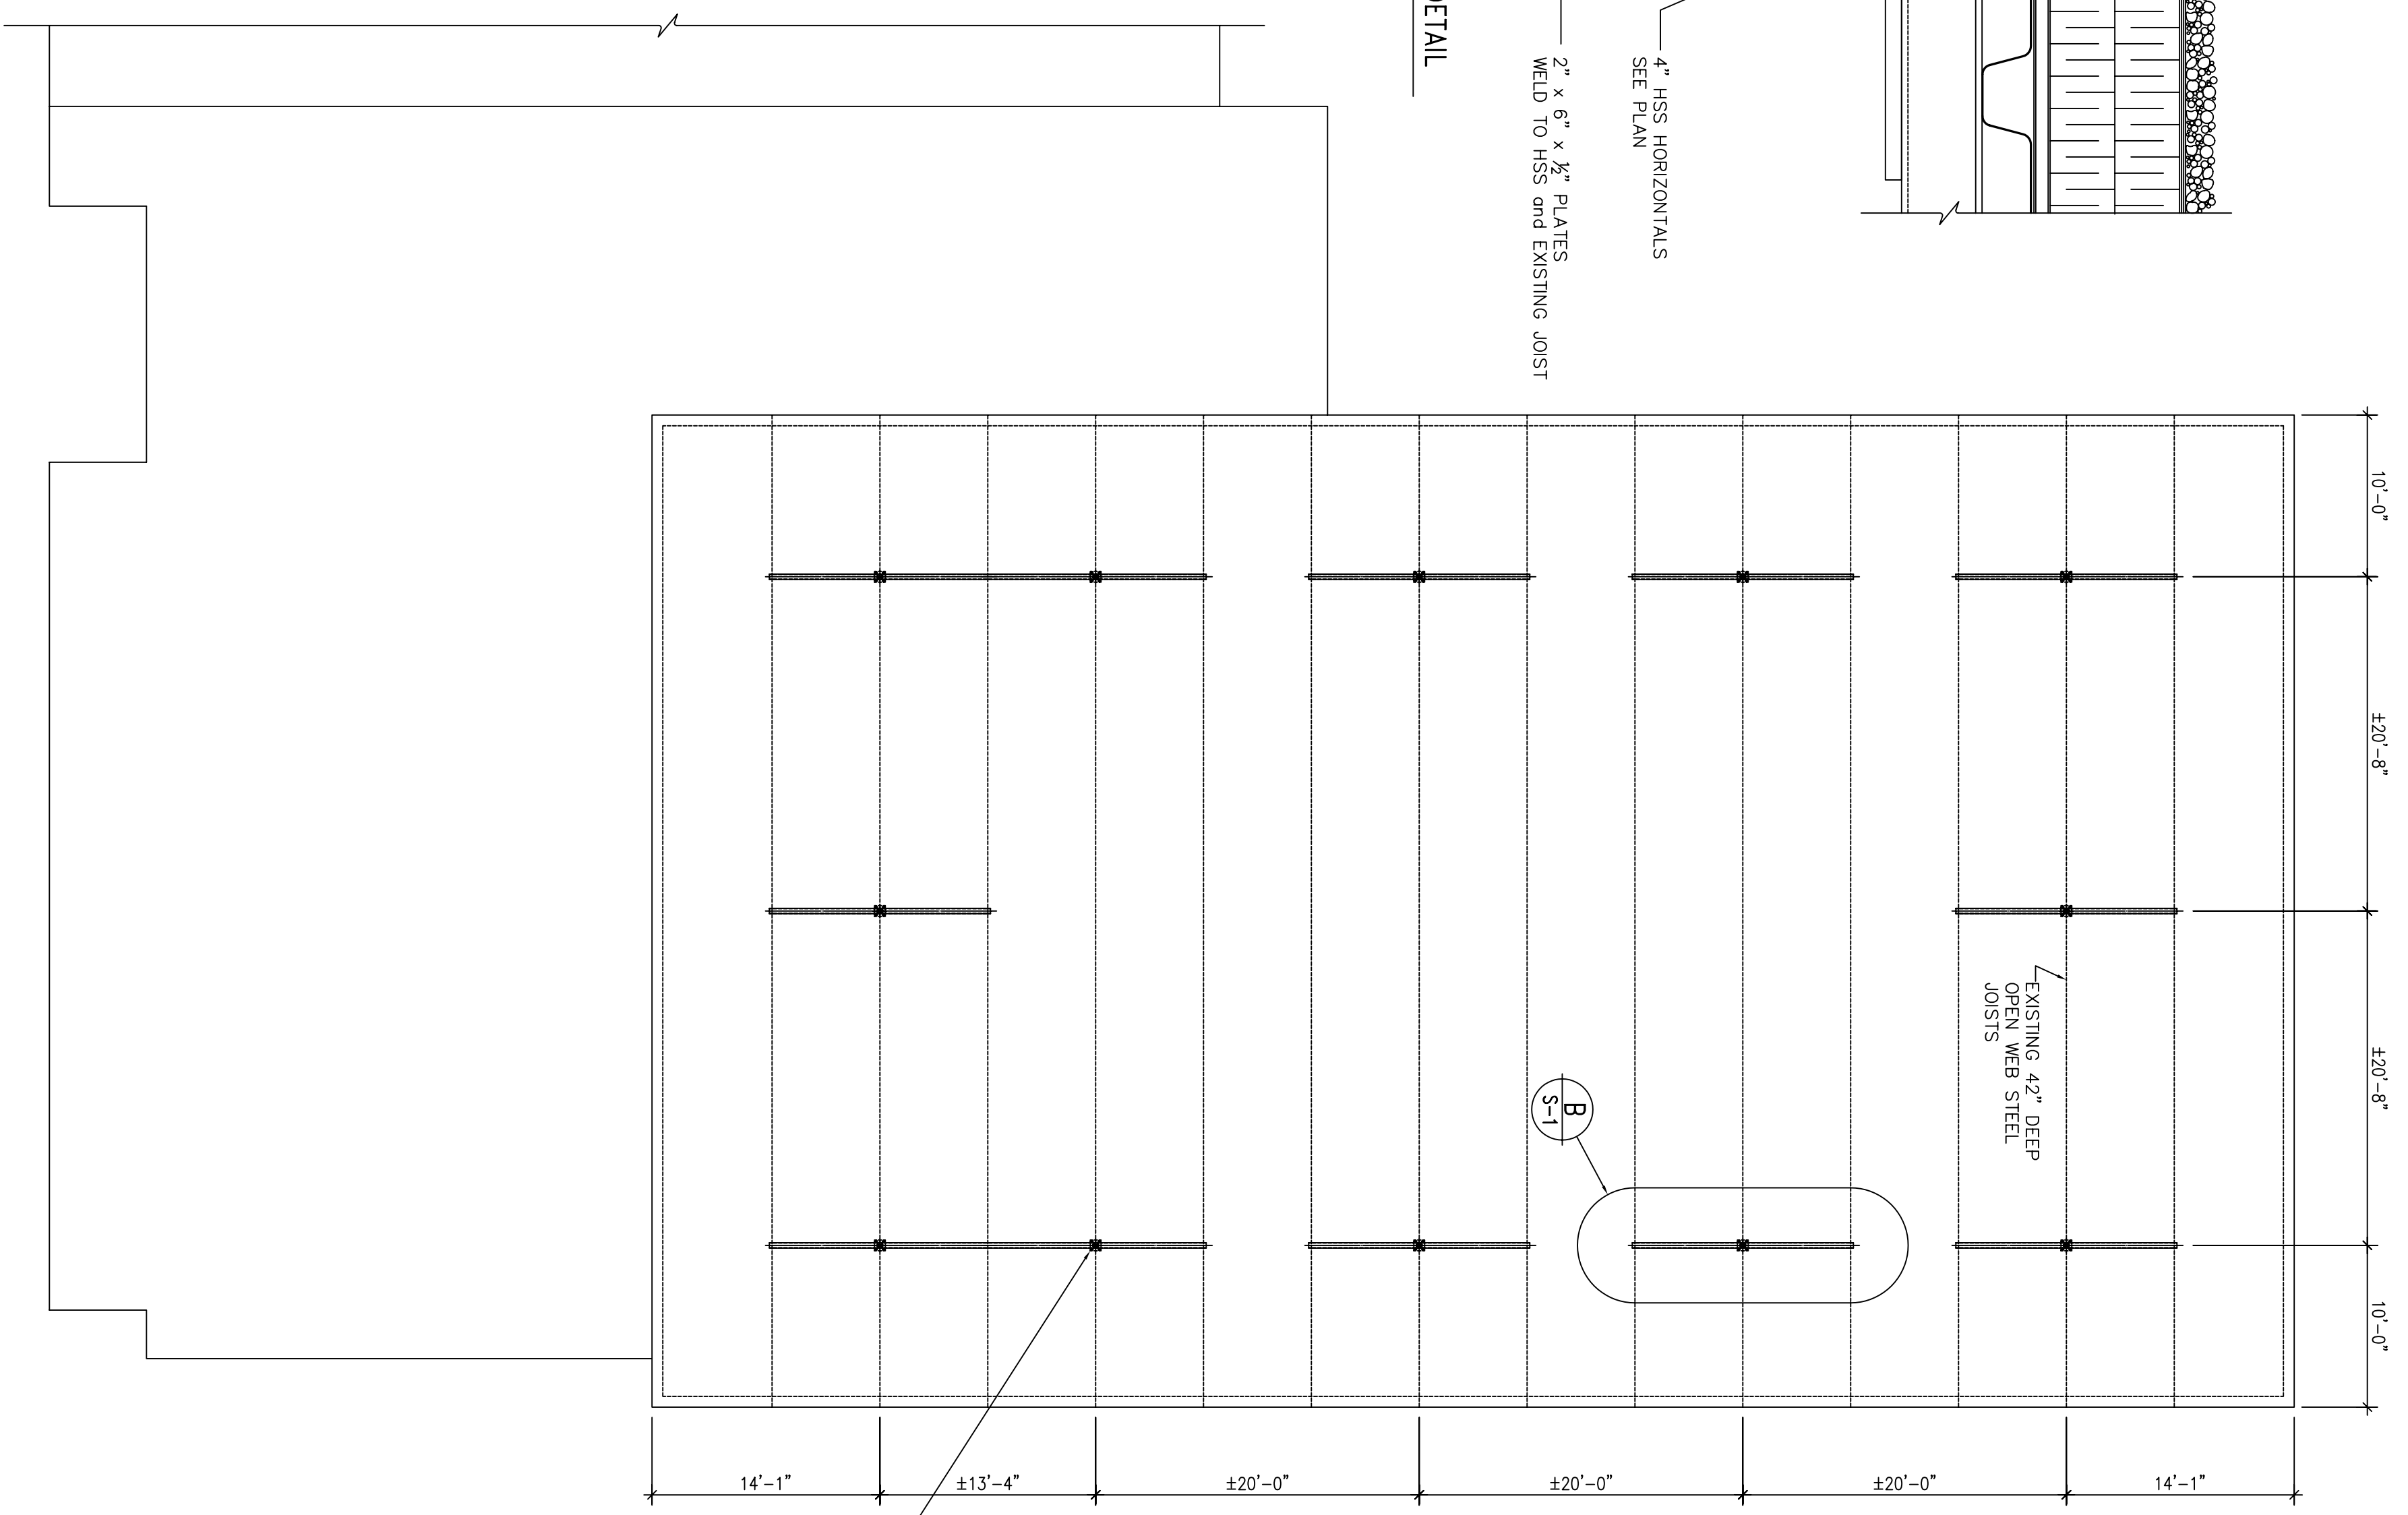 DETAIL
4" HSS HORIZONTALS
SEE PLAN
2" x 6" x ½" PLATES
WELD TO HSS and EXISTING JOIST
10'-0"
±20'-8"
±20'-8"
10'-0"
EXISTING 42" DEEP
OPEN WEB STEEL
JOISTS
B
S-1
14'-1"
±13'-4"
±20'-0"
±20'-0"
±20'-0"
14'-1"